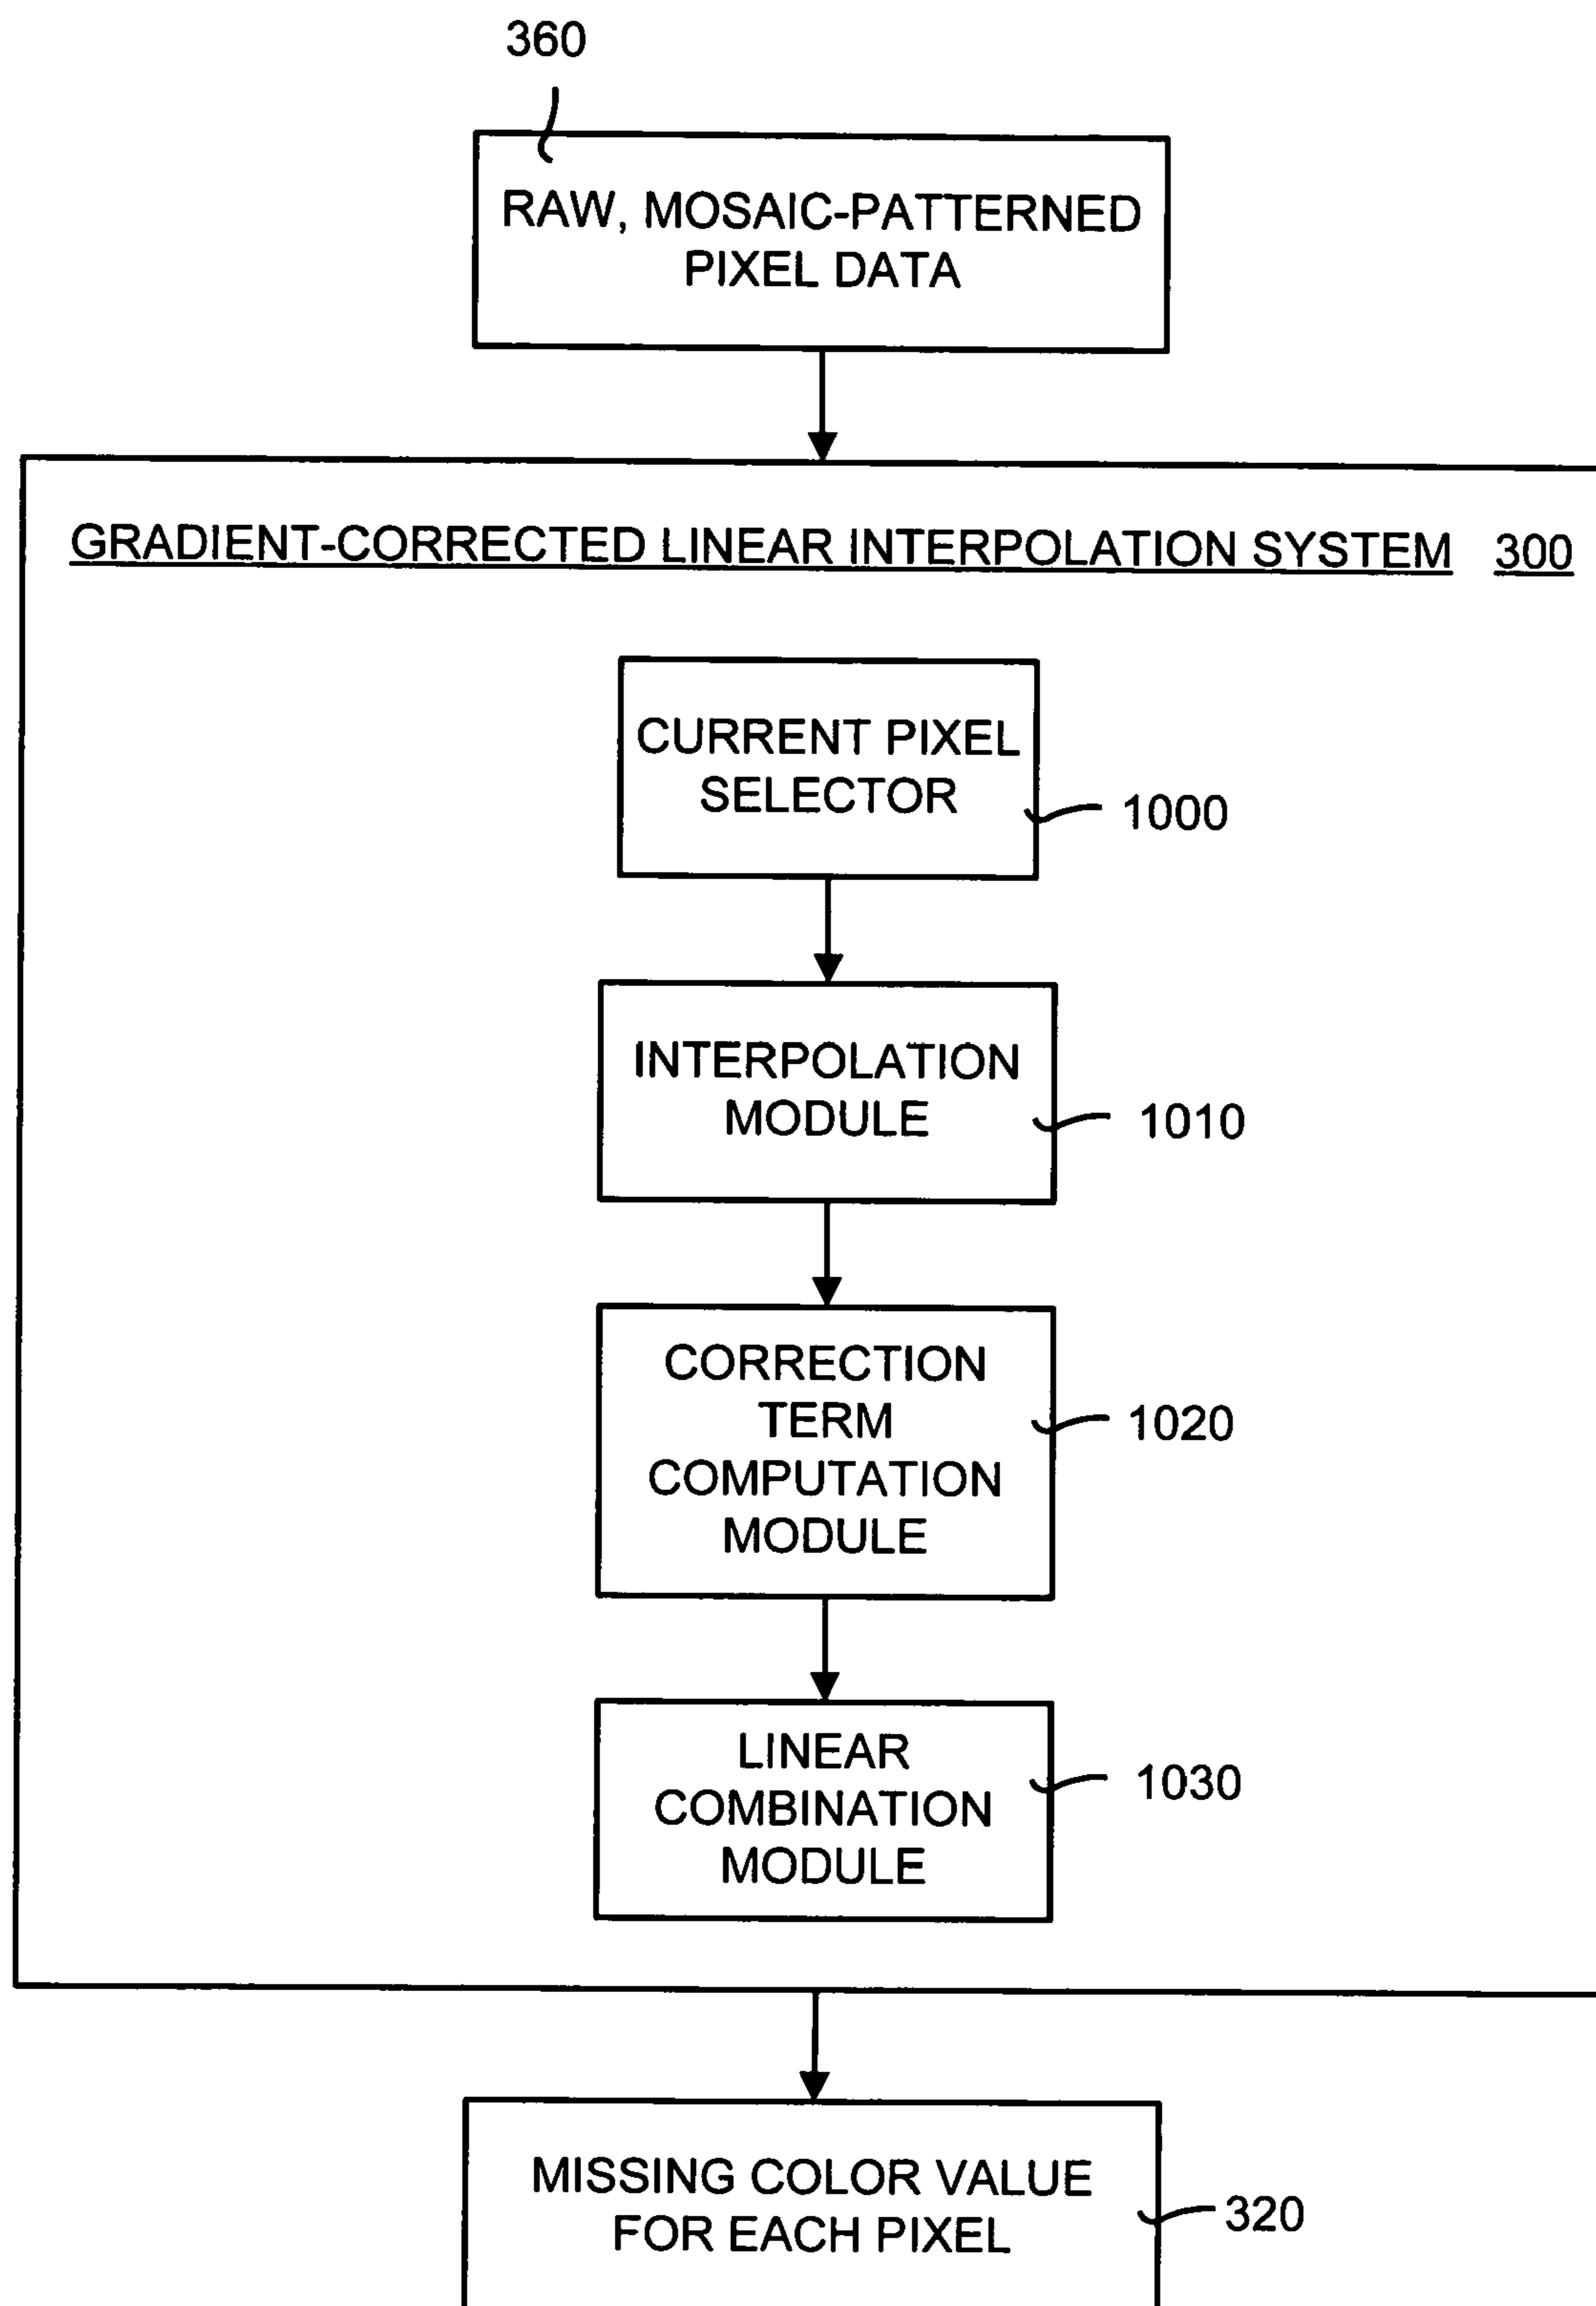 360
RAW, MOSAIC-PATTERNED
PIXEL DATA
GRADIENT-CORRECTED LINEAR INTERPOLATION SYSTEM 300
CURRENT PIXEL
SELECTOR
1000
INTERPOLATION
MODULE
1010
CORRECTION
TERM
COMPUTATION
MODULE
1020
LINEAR
COMBINATION
MODULE
1030
MISSING COLOR VALUE
FOR EACH PIXEL
320